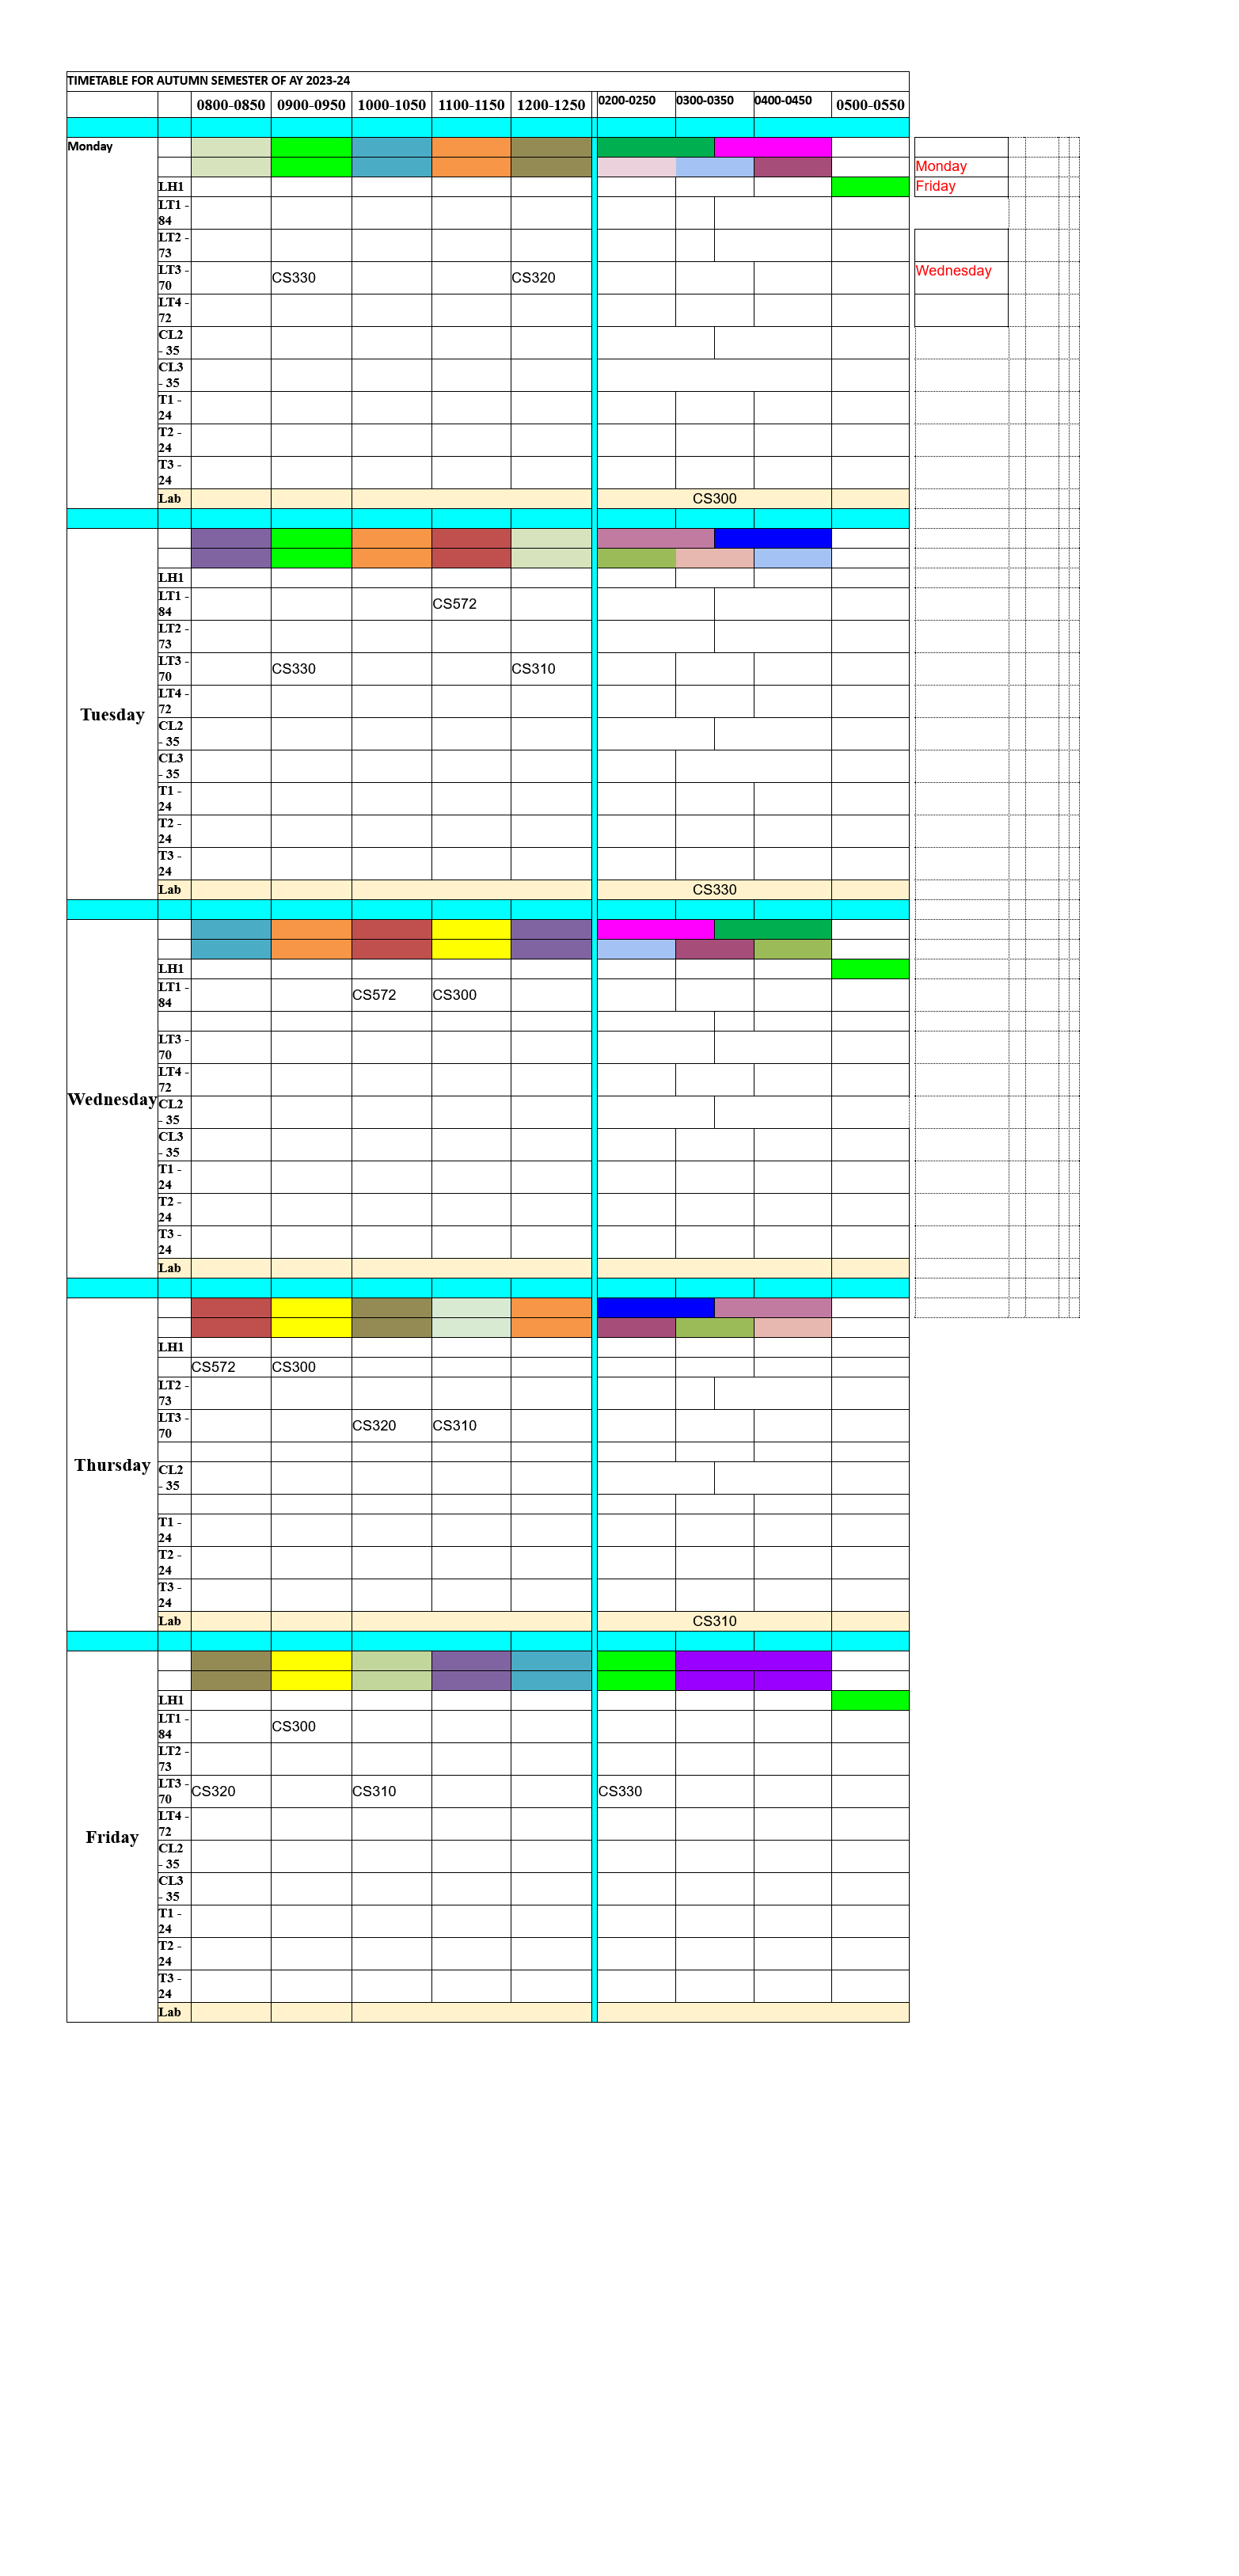 TIMETABLE FOR AUTUMN SEMESTER OF AY 2023-24
0800-0850 0900-0950 1000-1050 1100-1150 1200-1250 0200-0250 0300-0350 0400-0450 0500-0550
Monday
Monday
LH1 Friday
LT1 -
84
LT2 -
73
LT3 -
70 CS330 CS320 Wednesday
LT4 -
72
CL2
- 35
CL3
- 35
T1 -
24
T2 -
24
T3 -
24
Lab CS300
Tuesday
LH1
LT1 -
84 CS572
LT2 -
73
LT3 -
70 CS330 CS310
LT4 -
72
CL2
- 35
CL3
- 35
T1 -
24
T2 -
24
T3 -
24
Lab CS330
Wednesday
LH1
LT1 -
84 CS572 CS300
LT3 -
70
LT4 -
72
CL2
- 35
CL3
- 35
T1 -
24
T2 -
24
T3 -
24
Lab
Thursday
LH1
CS572 CS300
LT2 -
73
LT3 -
70 CS320 CS310
CL2
- 35
T1 -
24
T2 -
24
T3 -
24
Lab CS310
Friday
LH1
LT1 -
84 CS300
LT2 -
73
LT3 -
70 CS320 CS310 CS330
LT4 -
72
CL2
- 35
CL3
- 35
T1 -
24
T2 -
24
T3 -
24
Lab